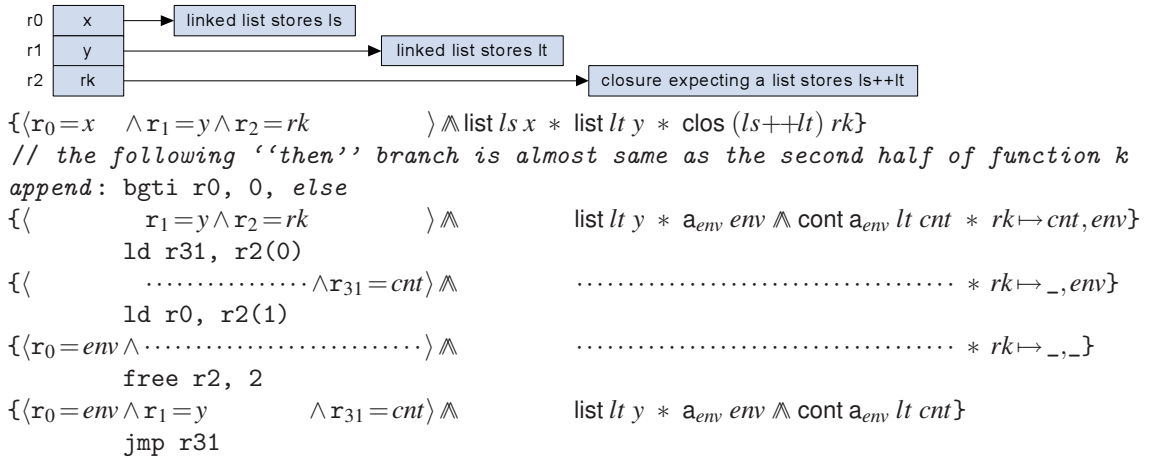 r0 x linked list stores ls
r1 y linked list stores lt
r2 rk closure expecting a list stores ls++lt
{⟨r₀=x ∧r₁=y∧r₂=rk ⟩⩕list ls x * list lt y * clos (ls++lt) rk}
// the following ‘‘then’’ branch is almost same as the second half of function k
append: bgti r0, 0, else
{⟨ r₁=y∧r₂=rk ⟩⩕ list lt y * a_env env ⩕ cont a_env lt cnt * rk↦cnt,env}
ld r31, r2(0)
{⟨ ··············· ∧r₃₁=cnt⟩⩕ ··································· * rk↦_,env}
ld r0, r2(1)
{⟨r₀=env∧··························⟩⩕ ··································· * rk↦_,_}
free r2, 2
{⟨r₀=env∧r₁=y ∧r₃₁=cnt⟩⩕ list lt y * a_env env ⩕ cont a_env lt cnt}
jmp r31